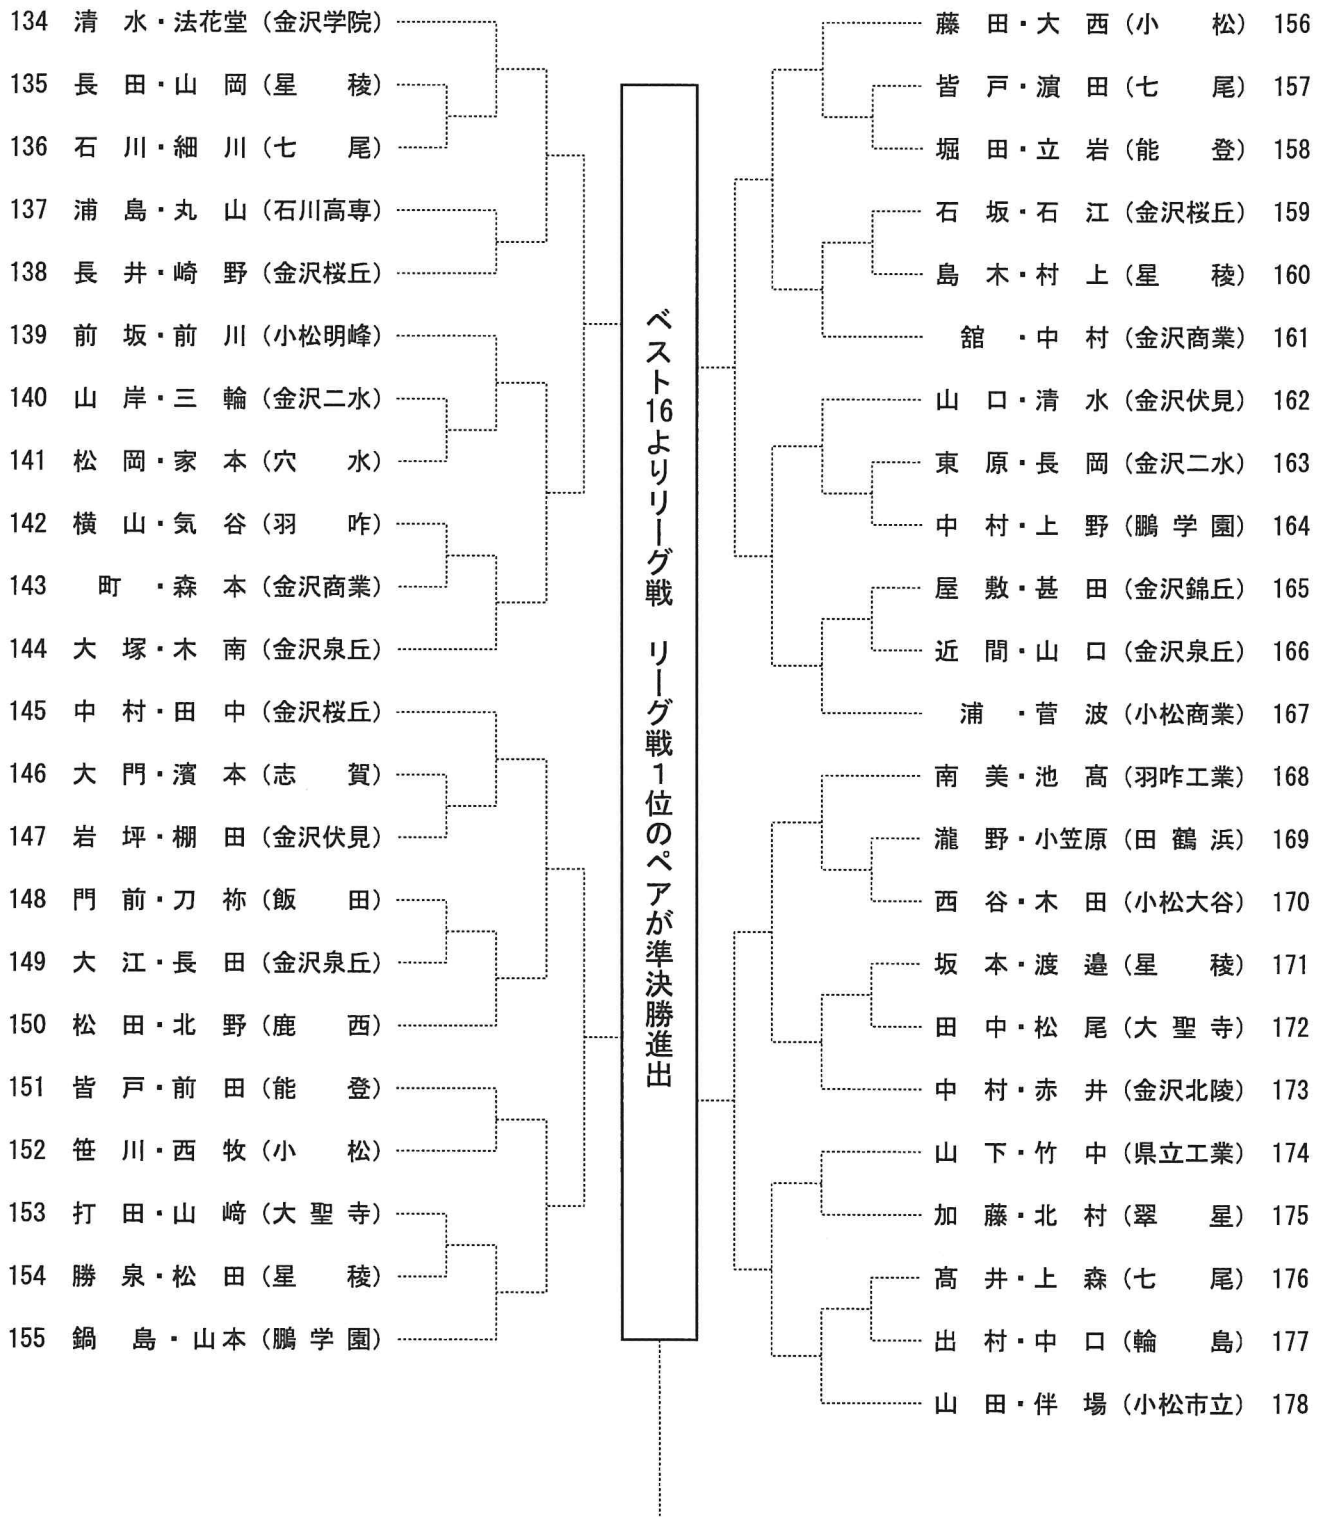 134 清水・法花堂(金沢学院)
135 長田・山岡(星稜)
136 石川・細川(七尾)
137 浦島・丸山(石川高専)
138 長井・崎野(金沢桜丘)
139 前坂・前川(小松明峰)
140 山岸・三輪(金沢二水)
141 松岡・家本(穴水)
142 横山・気谷(羽咋)
143 町・森本(金沢商業)
144 大塚・木南(金沢泉丘)
145 中村・田中(金沢桜丘)
146 大門・濱本(志賀)
147 岩坪・棚田(金沢伏見)
148 門前・刀祢(飯田)
149 大江・長田(金沢泉丘)
150 松田・北野(鹿西)
151 皆戸・前田(能登)
152 笹川・西牧(小松)
153 打田・山﨑(大聖寺)
154 勝泉・松田(星稜)
155 鍋島・山本(鵬学園)
ベスト16よりリーグ戦 リーグ戦1位のペアが準決勝進出
藤田・大西(小松) 156
皆戸・濵田(七尾) 157
堀田・立岩(能登) 158
石坂・石江(金沢桜丘) 159
島木・村上(星稜) 160
舘・中村(金沢商業) 161
山口・清水(金沢伏見) 162
東原・長岡(金沢二水) 163
中村・上野(鵬学園) 164
屋敷・甚田(金沢錦丘) 165
近間・山口(金沢泉丘) 166
浦・菅波(小松商業) 167
南美・池髙(羽咋工業) 168
瀧野・小笠原(田鶴浜) 169
西谷・木田(小松大谷) 170
坂本・渡邉(星稜) 171
田中・松尾(大聖寺) 172
中村・赤井(金沢北陵) 173
山下・竹中(県立工業) 174
加藤・北村(翠星) 175
髙井・上森(七尾) 176
出村・中口(輪島) 177
山田・伴場(小松市立) 178